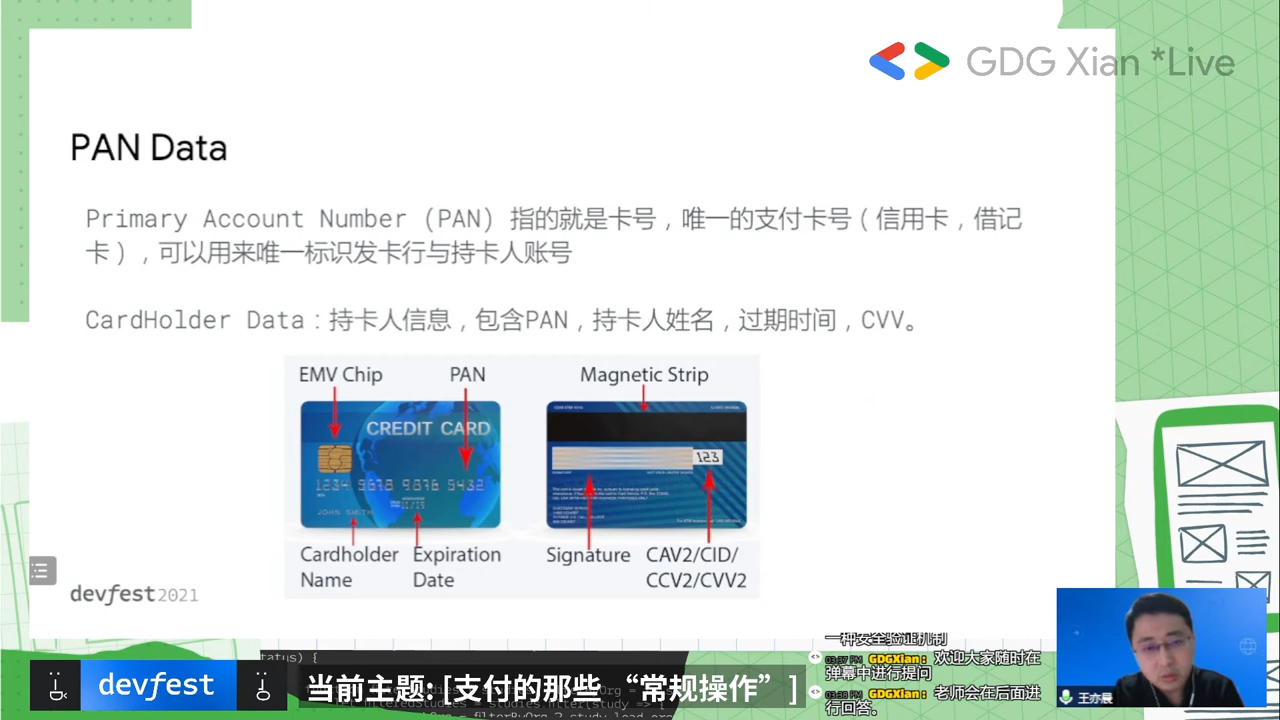 GDG Xian *Live
PAN Data
Primary Account Number (PAN) 指的就是卡号，唯一的支付卡号（信用卡，借记
卡），可以用来唯一标识发卡行与持卡人账号
CardHolder Data：持卡人信息，包含PAN，持卡人姓名，过期时间，CVV。
EMV Chip
PAN
Magnetic Strip
CREDIT CARD
123
JOHN SMITH
Cardholder
Name
Expiration
Date
Signature
CAV2/CID/
CCV2/CVV2
devfest2021
devfest
当前主题: [支付的那些 “常规操作” ]
一种安全验证机制
GDGXian：欢迎大家随时在
弹幕中进行提问
GDGXian：老师会在后面进
行回答。
王亦晨